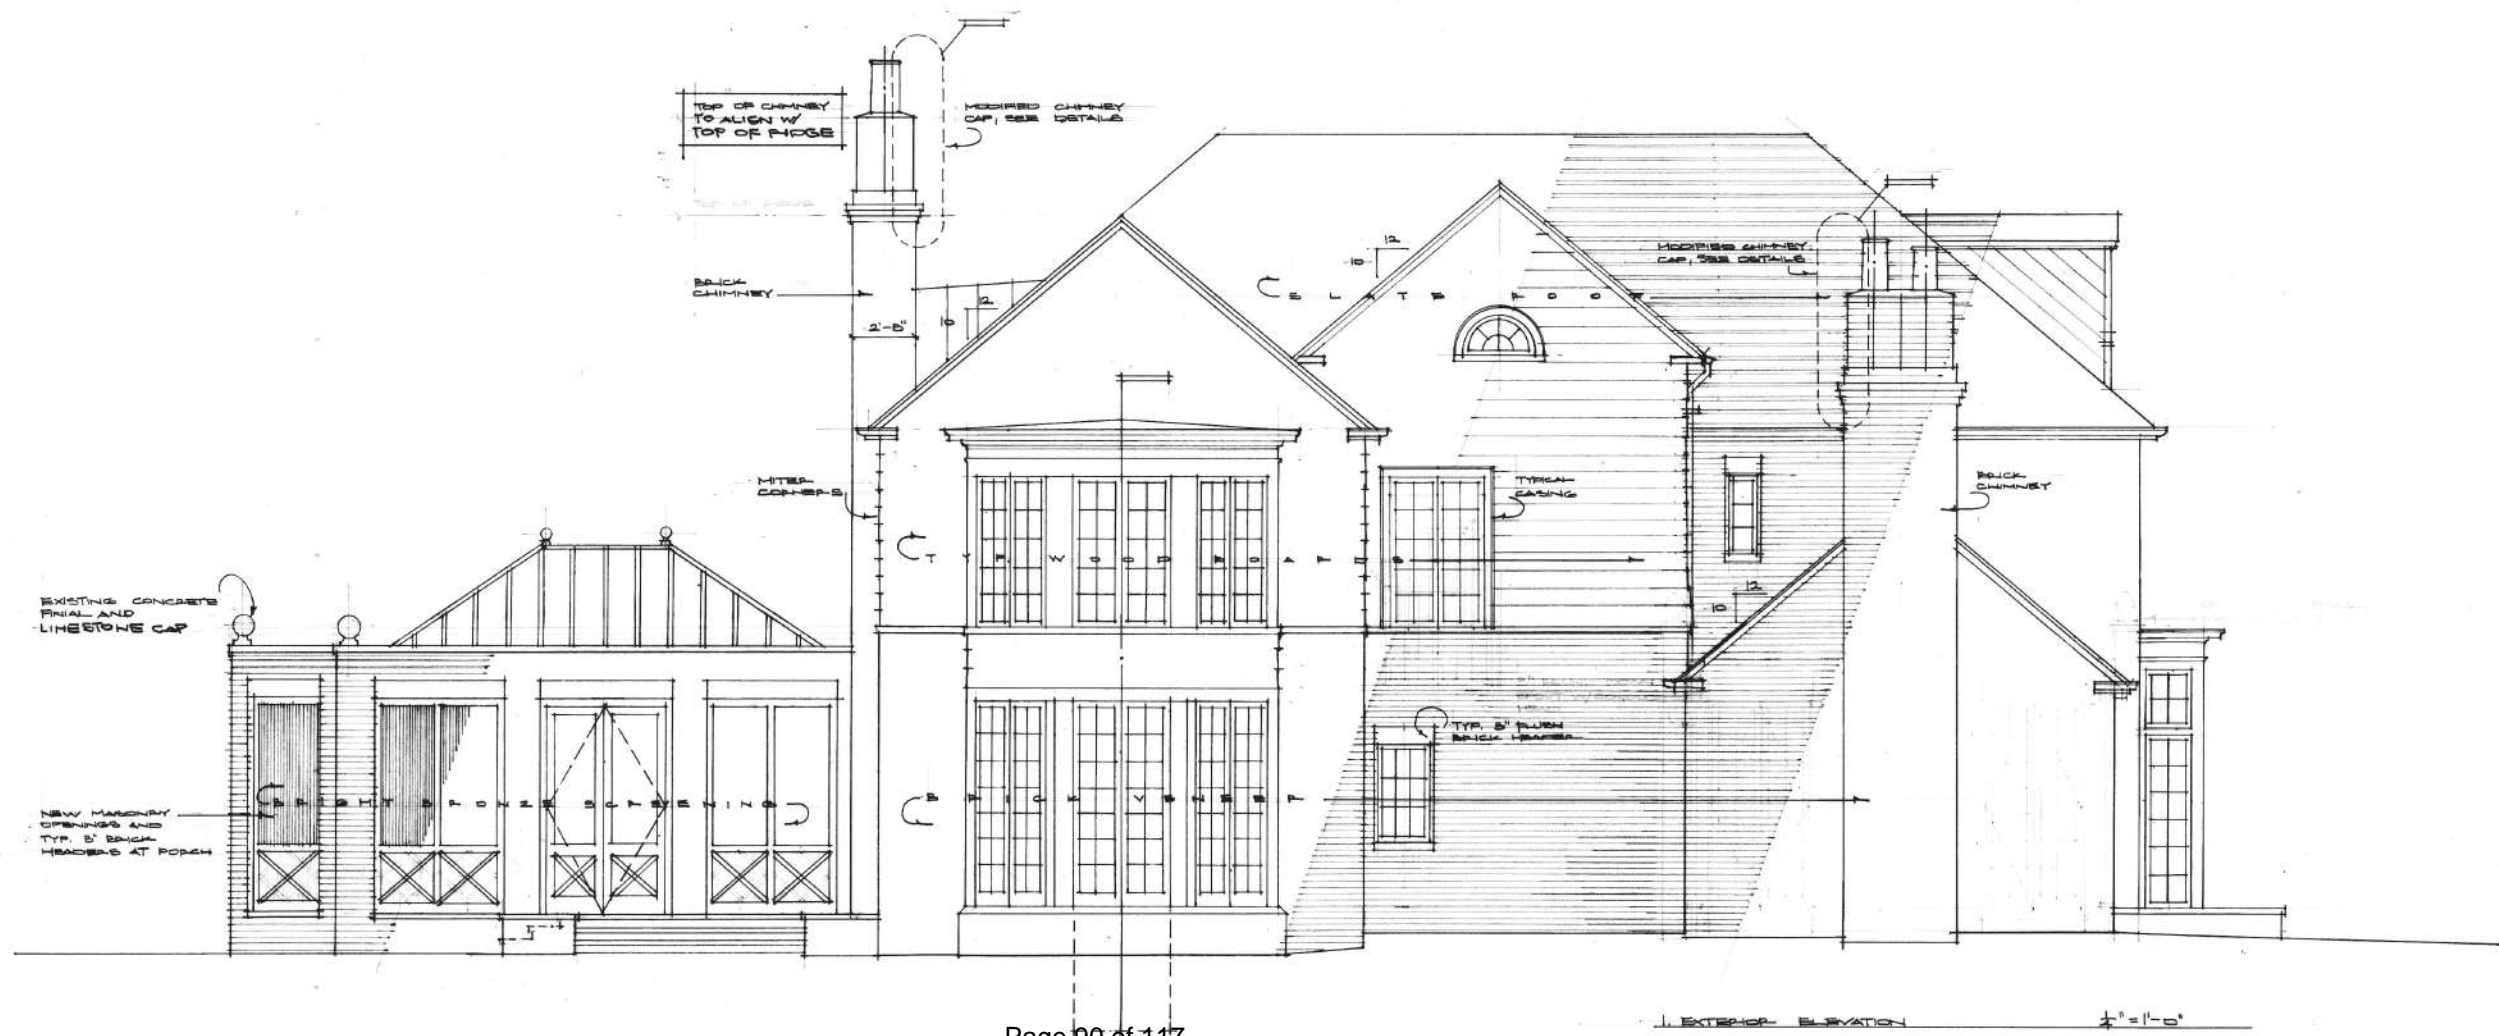 TOP OF CHIMNEY
TO ALIGN W/
TOP OF RIDGE
MODIFIED CHIMNEY
CAP, SEE DETAILS
TOP OF RIDGE
BRICK
CHIMNEY
2'-8"
12
10
12
10
SLATE ROOF
MODIFIED CHIMNEY
CAP, SEE DETAILS
MITER
CORNERS
TYPICAL
CASING
BRICK
CHIMNEY
TYP. WOOD BOARDS
12
10
EXISTING CONCRETE
FINIAL AND
LIMESTONE CAP
TYP. 8" FLUSH
BRICK HEADER
BRIGHT BRONZE SCREENING
BRICK VENEER
NEW MASONRY
OPENINGS AND
TYP. 8" BRICK
HEADERS AT PORCH
1. EXTERIOR ELEVATION
1/4" = 1'-0"
Page 90 of 117